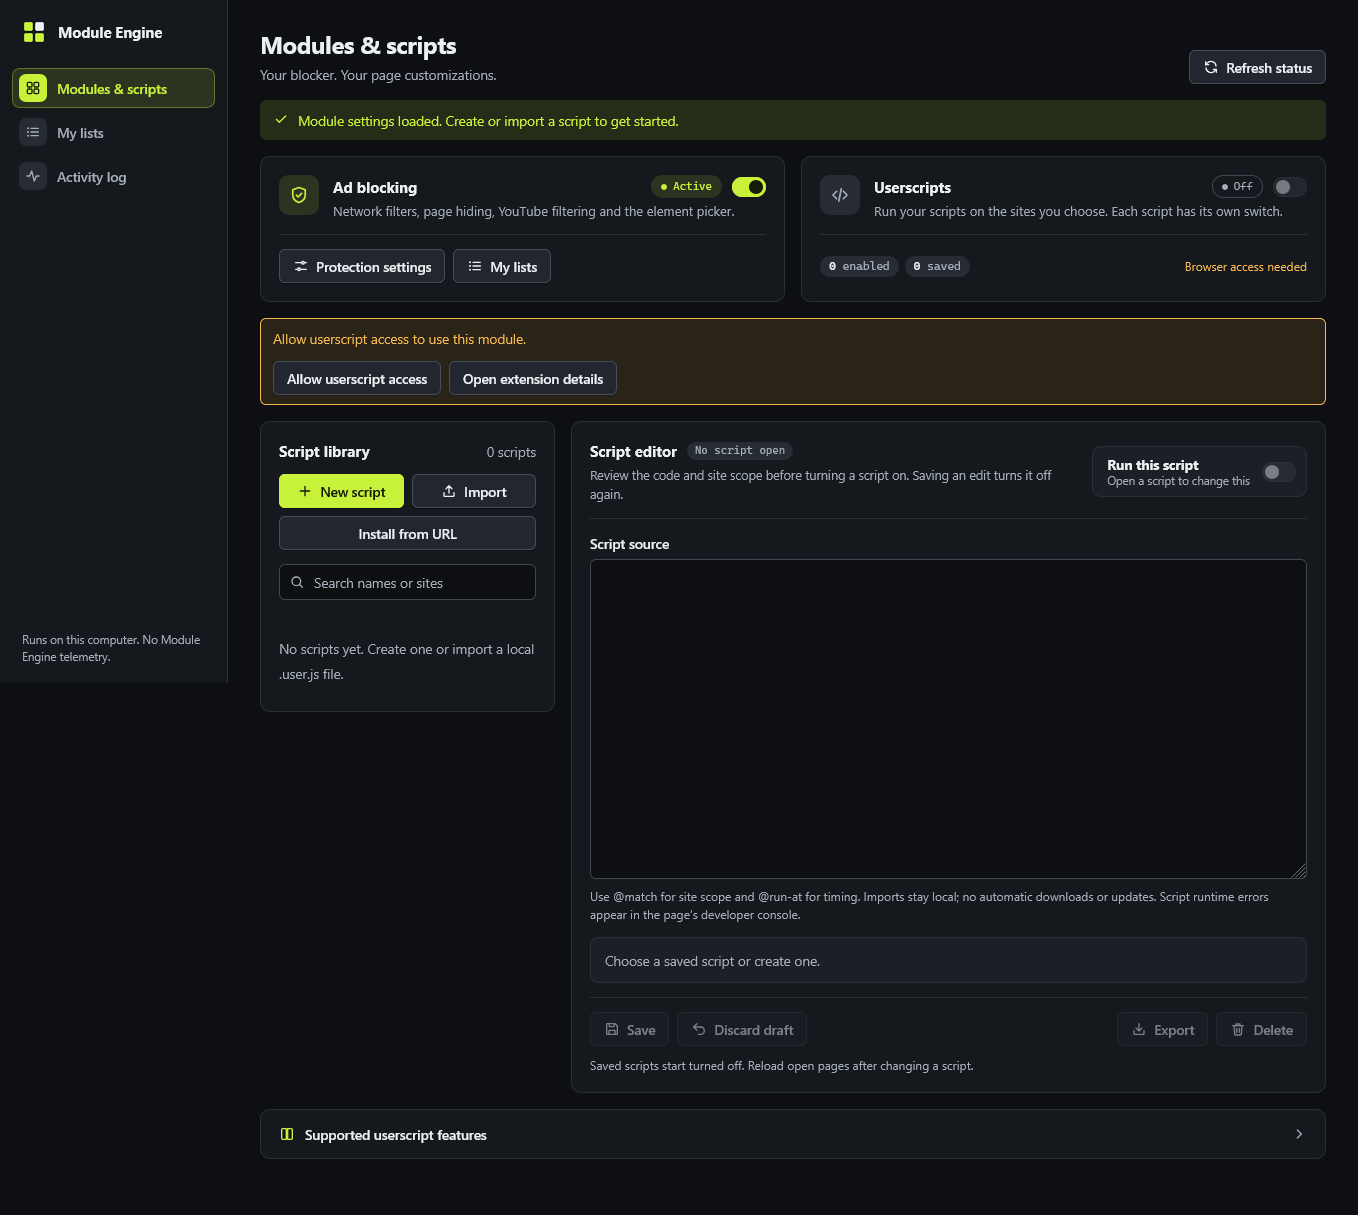 Module Engine
Modules & scripts
My lists
Activity log
Runs on this computer. No Module
Engine telemetry.
Modules & scripts
Your blocker. Your page customizations.
Refresh status
Module settings loaded. Create or import a script to get started.
Ad blocking
Active
Network filters, page hiding, YouTube filtering and the element picker.
Protection settings
My lists
Userscripts
Off
Run your scripts on the sites you choose. Each script has its own switch.
0 enabled
0 saved
Browser access needed
Allow userscript access to use this module.
Allow userscript access
Open extension details
Script library
0 scripts
New script
Import
Install from URL
Search names or sites
No scripts yet. Create one or import a local
.user.js file.
Script editor
No script open
Review the code and site scope before turning a script on. Saving an edit turns it off
again.
Run this script
Open a script to change this
Script source
Use @match for site scope and @run-at for timing. Imports stay local; no automatic downloads or updates. Script runtime errors
appear in the page's developer console.
Choose a saved script or create one.
Save
Discard draft
Export
Delete
Saved scripts start turned off. Reload open pages after changing a script.
Supported userscript features